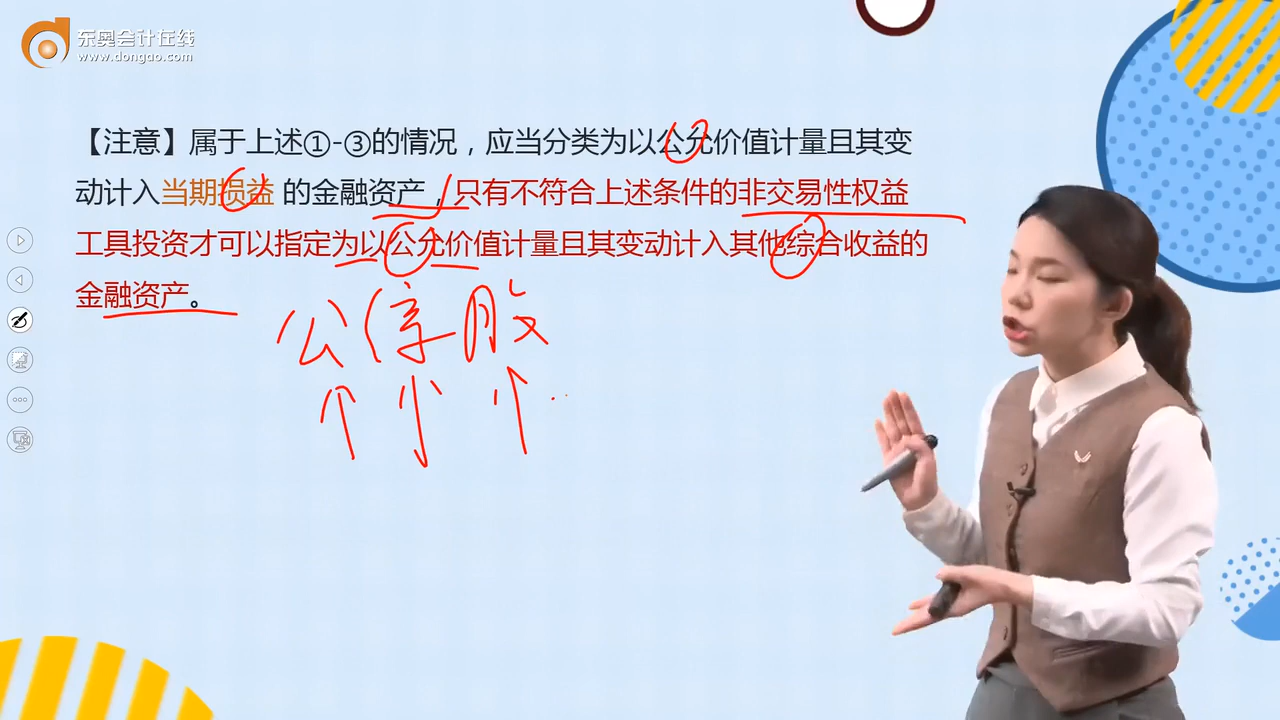 东奥会计在线
www.dongao.com
【注意】属于上述①-③的情况，应当分类为以公允价值计量且其变
动计入当期损益 的金融资产，只有不符合上述条件的非交易性权益
工具投资才可以指定为以公允价值计量且其变动计入其他综合收益的
金融资产。
公 股